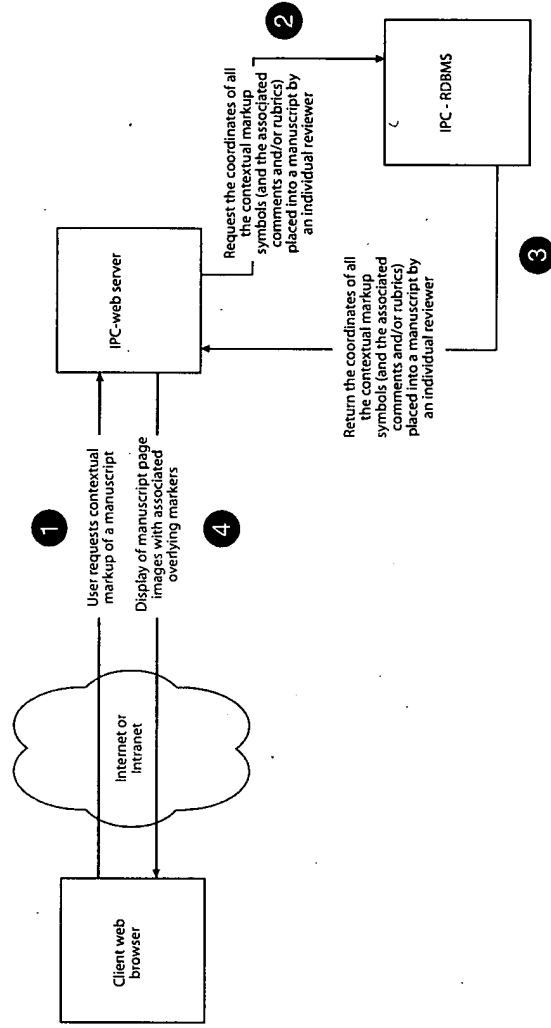 Client web
browser
Internet or
Intranet
1
User requests contextual
markup of a manuscript
Display of manuscript page
images with associated
overlying markers
4
IPC-web server
2
Request the coordinates of all
the contextual markup
symbols (and the associated
comments and/or rubrics)
placed into a manuscript by
an individual reviewer
Return the coordinates of all
the contextual markup
symbols (and the associated
comments and/or rubrics)
placed into a manuscript by
an individual reviewer
3
IPC - RDBMS